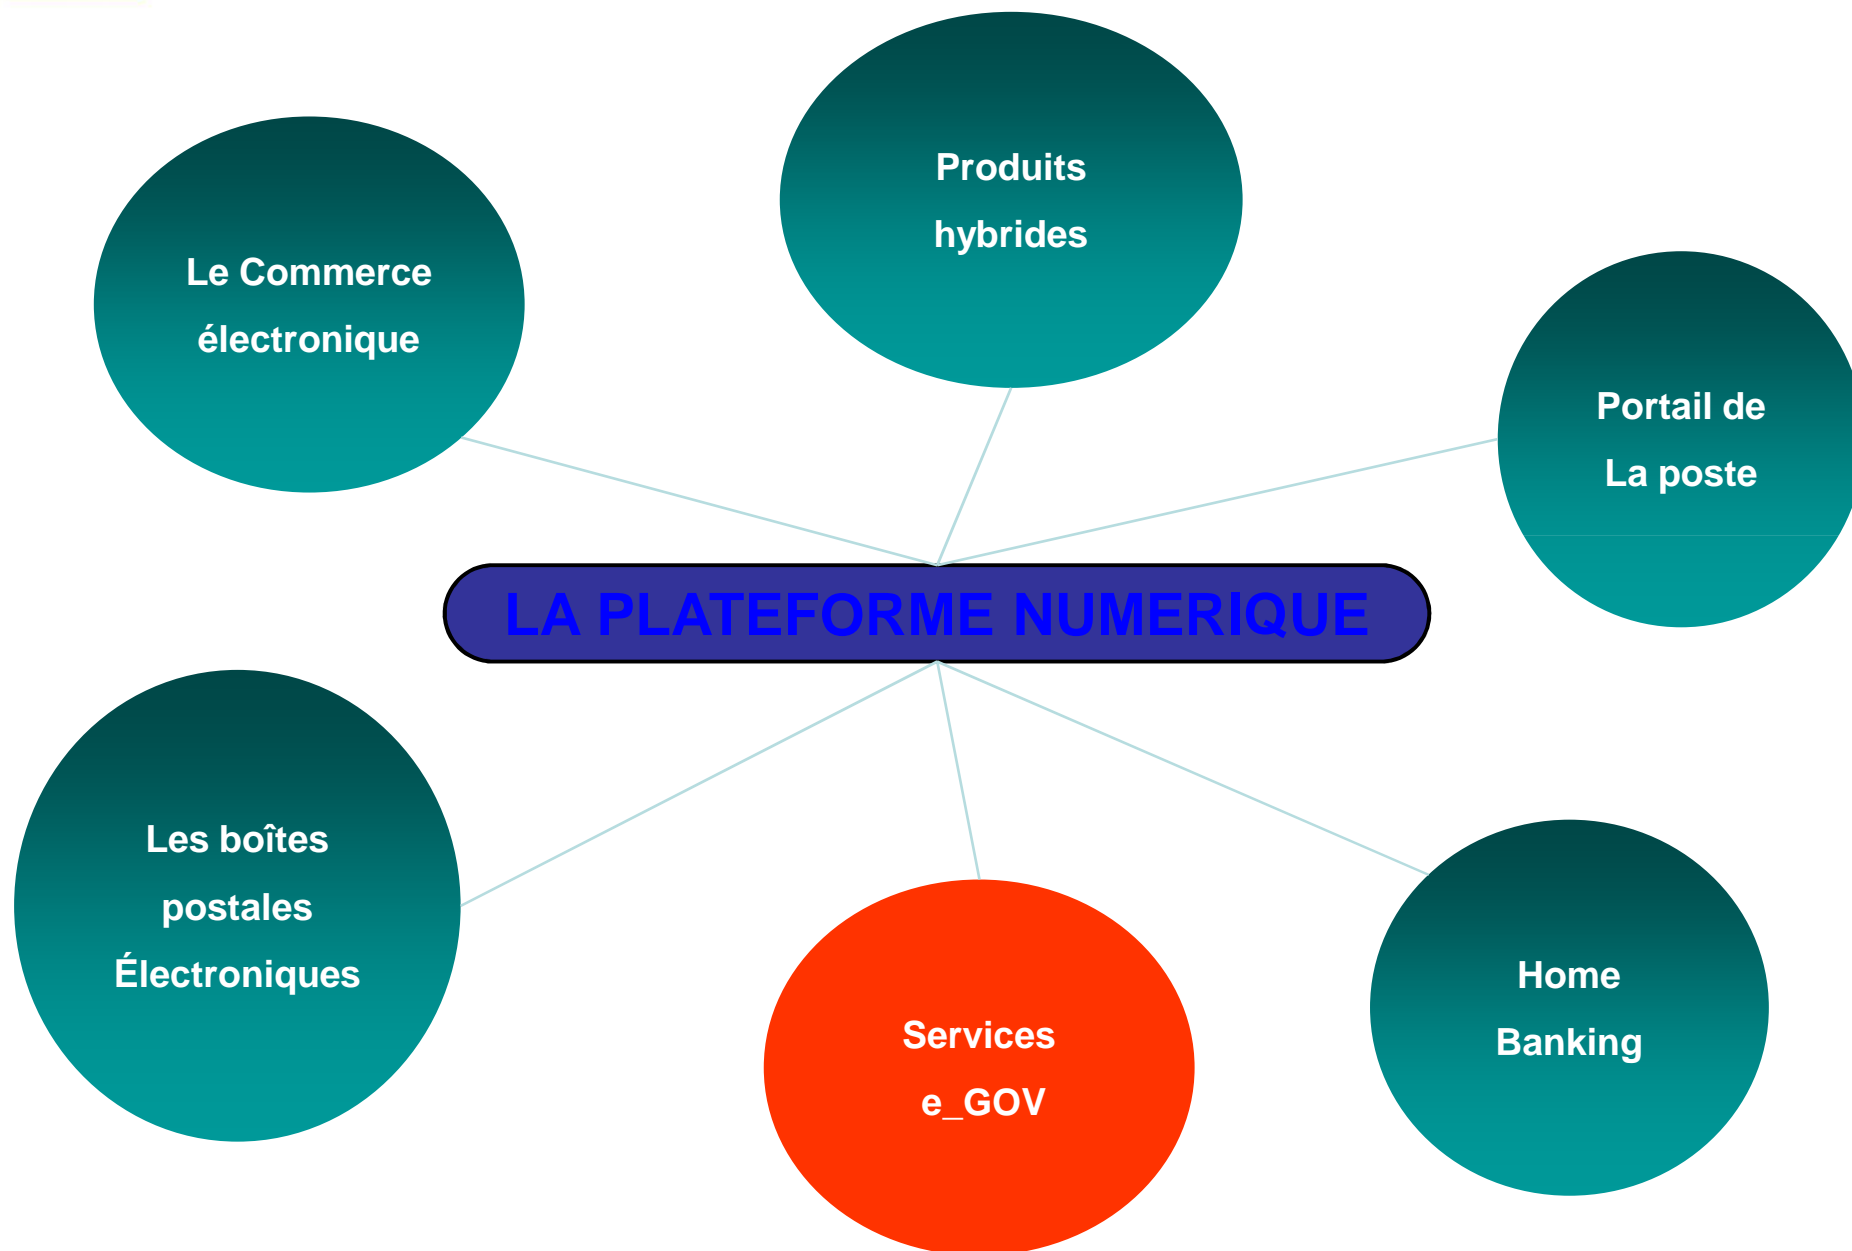 Produits
hybrides
Le Commerce
électronique
Portail de
La poste
LA PLATEFORME NUMERIQUE
Les boîtes
postales
Électroniques
Services
e_GOV
Home
Banking